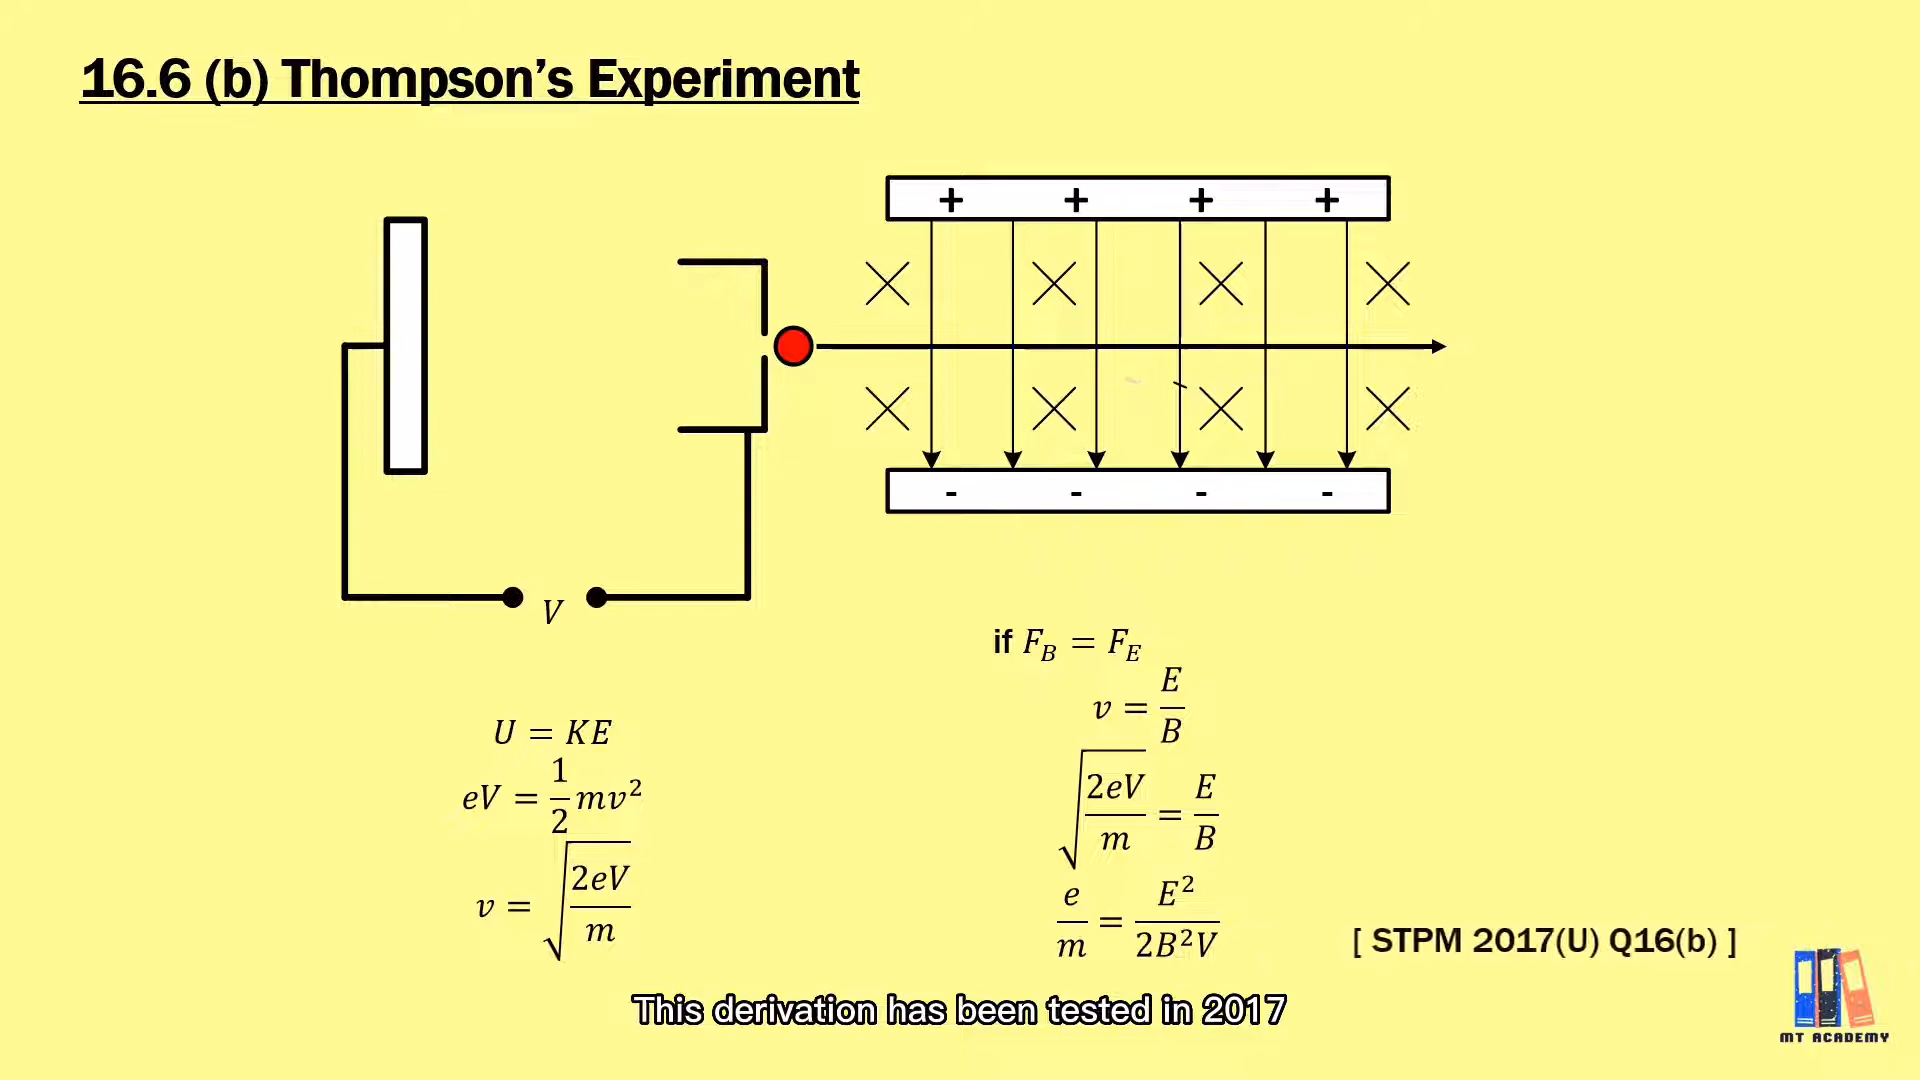 16.6 (b) Thompson's Experiment
+ + + +
- - - -
V
if F_B = F_E
v = E/B
√(2eV/m) = E/B
e/m = E²/2B²V
U = KE
eV = 1/2 mv²
v = √(2eV/m)
[ STPM 2017(U) Q16(b) ]
MT ACADEMY
This derivation has been tested in 2017